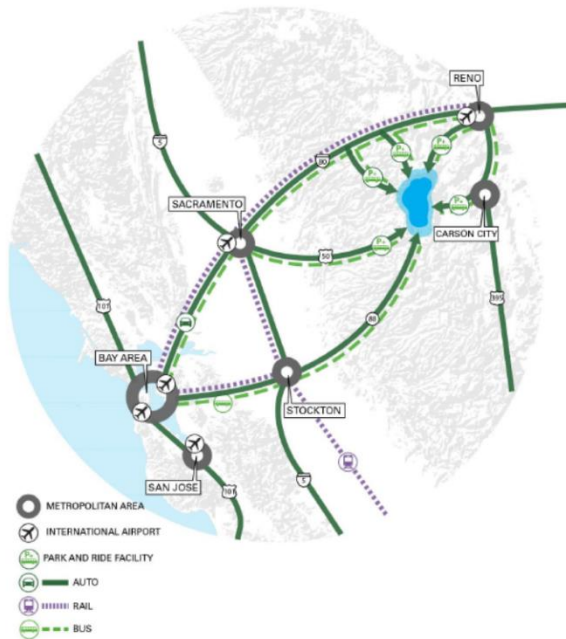 RENO
5
80
SACRAMENTO
CARSON CITY
50
395
101
88
BAY AREA
STOCKTON
SAN JOSE
101
5
METROPOLITAN AREA
INTERNATIONAL AIRPORT
PARK AND RIDE FACILITY
AUTO
RAIL
BUS